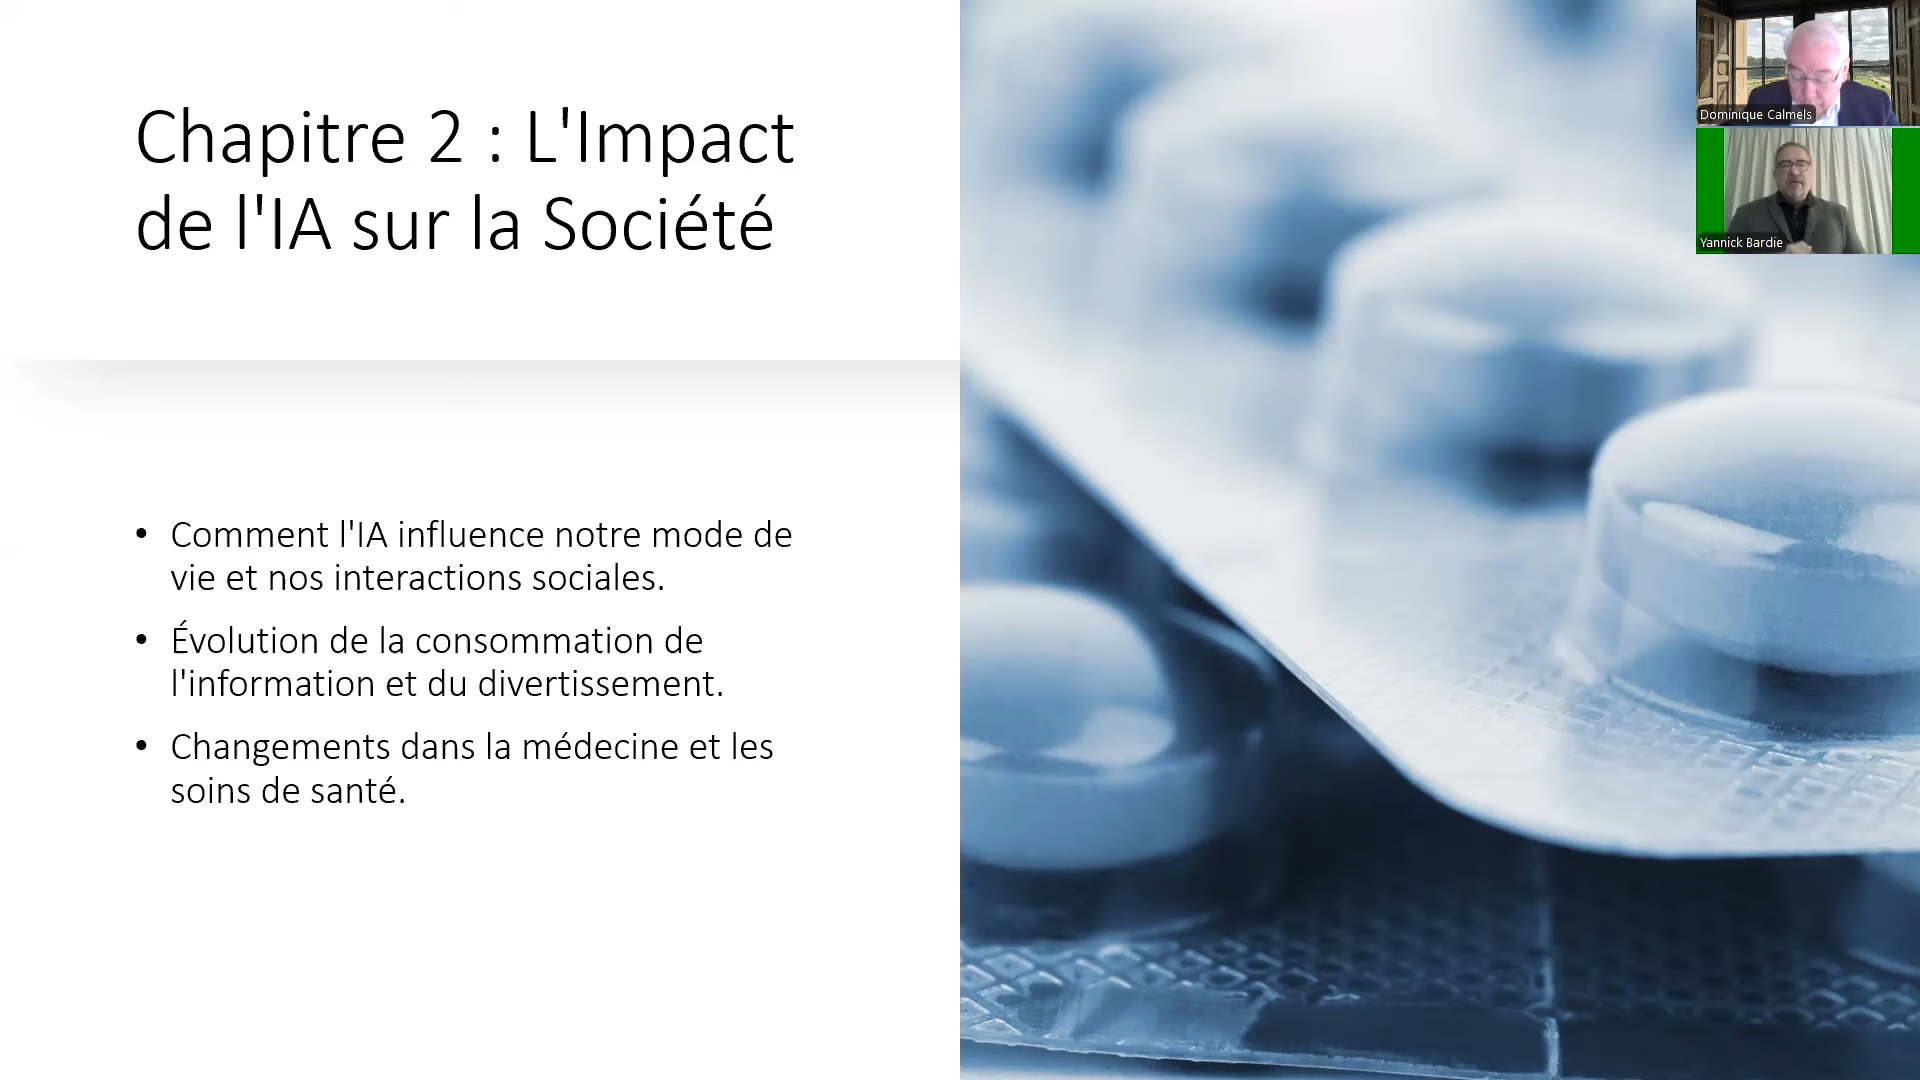 Chapitre 2 : L'Impact
de l'IA sur la Société
• Comment l'IA influence notre mode de
vie et nos interactions sociales.
• Évolution de la consommation de
l'information et du divertissement.
• Changements dans la médecine et les
soins de santé.
Dominique Calmels
Yannick Bardie